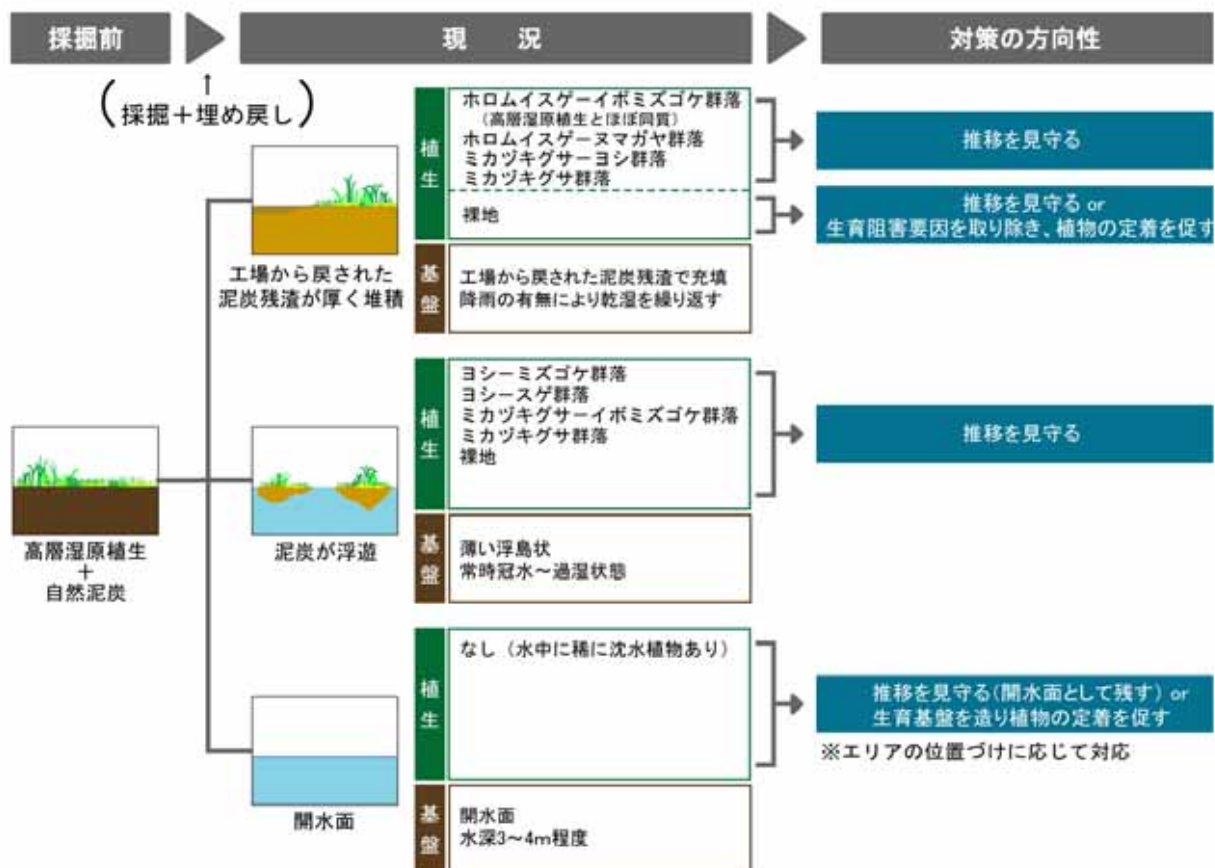 採掘前
現 況
対策の方向性
↑
(採掘＋埋め戻し)
工場から戻された
泥炭残渣が厚く堆積
植生
ホロムイスゲーイボミズゴケ群落
（高層湿原植生とほぼ同質）
ホロムイスゲーヌマガヤ群落
ミカヅキグサーヨシ群落
ミカヅキグサ群落
裸地
推移を見守る
推移を見守る or
生育阻害要因を取り除き、植物の定着を促す
基盤
工場から戻された泥炭残渣で充填
降雨の有無により乾湿を繰り返す
高層湿原植生
＋
自然泥炭
泥炭が浮遊
植生
ヨシーミズゴケ群落
ヨシースゲ群落
ミカヅキグサーイボミズゴケ群落
ミカヅキグサ群落
裸地
推移を見守る
基盤
薄い浮島状
常時冠水～過湿状態
開水面
植生
なし（水中に稀に沈水植物あり）
推移を見守る(開水面として残す) or
生育基盤を造り植物の定着を促す
※エリアの位置づけに応じて対応
基盤
開水面
水深3～4m程度